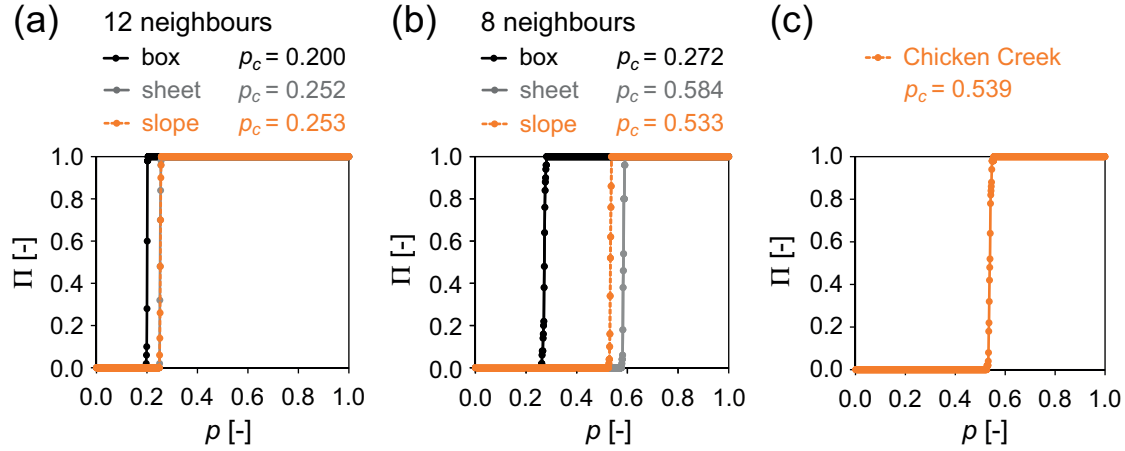 (a) 12 neighbours
box p_c = 0.200
sheet p_c = 0.252
slope p_c = 0.253
1.0
0.8
0.6
0.4
0.2
0.0
Π [-]
0.0 0.2 0.4 0.6 0.8 1.0
p [-]
(b) 8 neighbours
box p_c = 0.272
sheet p_c = 0.584
slope p_c = 0.533
1.0
0.8
0.6
0.4
0.2
0.0
Π [-]
0.0 0.2 0.4 0.6 0.8 1.0
p [-]
(c)
Chicken Creek
p_c = 0.539
1.0
0.8
0.6
0.4
0.2
0.0
Π [-]
0.0 0.2 0.4 0.6 0.8 1.0
p [-]